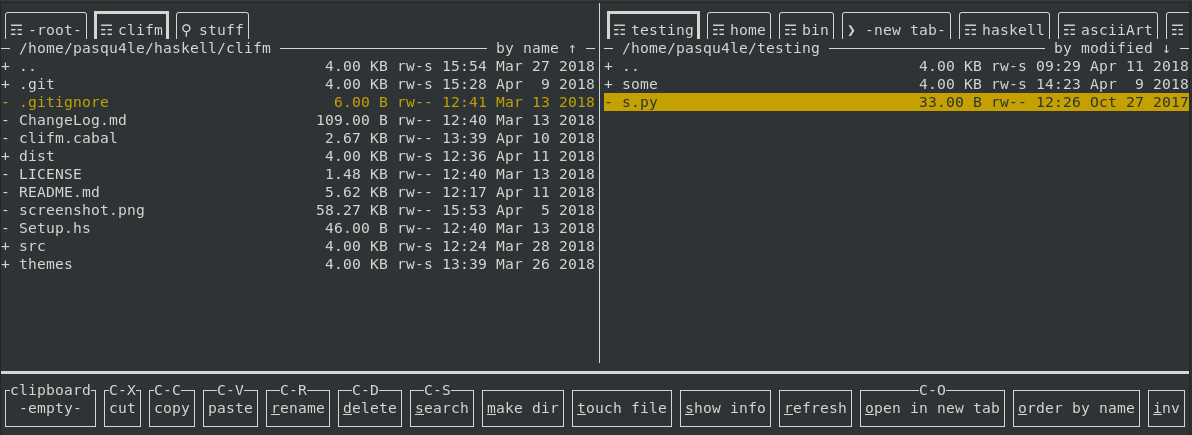 ☶ -root- ☶ clifm ⚲ stuff
─ /home/pasqu4le/haskell/clifm ─ by name ↑ ─
+ .. 4.00 KB rw-s 15:54 Mar 27 2018
+ .git 4.00 KB rw-s 15:28 Apr 9 2018
- .gitignore 6.00 B rw-- 12:41 Mar 13 2018
- ChangeLog.md 109.00 B rw-- 12:40 Mar 13 2018
- clifm.cabal 2.67 KB rw-s 13:39 Apr 10 2018
+ dist 4.00 KB rw-s 12:36 Apr 11 2018
- LICENSE 1.48 KB rw-- 12:40 Mar 13 2018
- README.md 5.62 KB rw-- 12:17 Apr 11 2018
- screenshot.png 58.27 KB rw-- 15:53 Apr 5 2018
- Setup.hs 46.00 B rw-- 12:40 Mar 13 2018
+ src 4.00 KB rw-s 12:24 Mar 28 2018
+ themes 4.00 KB rw-s 13:39 Mar 26 2018
☶ testing ☶ home ☶ bin ❯ -new tab- ☶ haskell ☶ asciiArt ☶
─ /home/pasqu4le/testing ─ by modified ↓ ─
+ .. 4.00 KB rw-s 09:29 Apr 11 2018
+ some 4.00 KB rw-s 14:23 Apr 9 2018
- s.py 33.00 B rw-- 12:26 Oct 27 2017
clipboard C-X C-C C-V C-R C-D C-S C-O
-empty- cut copy paste rename delete search make dir touch file show info refresh open in new tab order by name inv